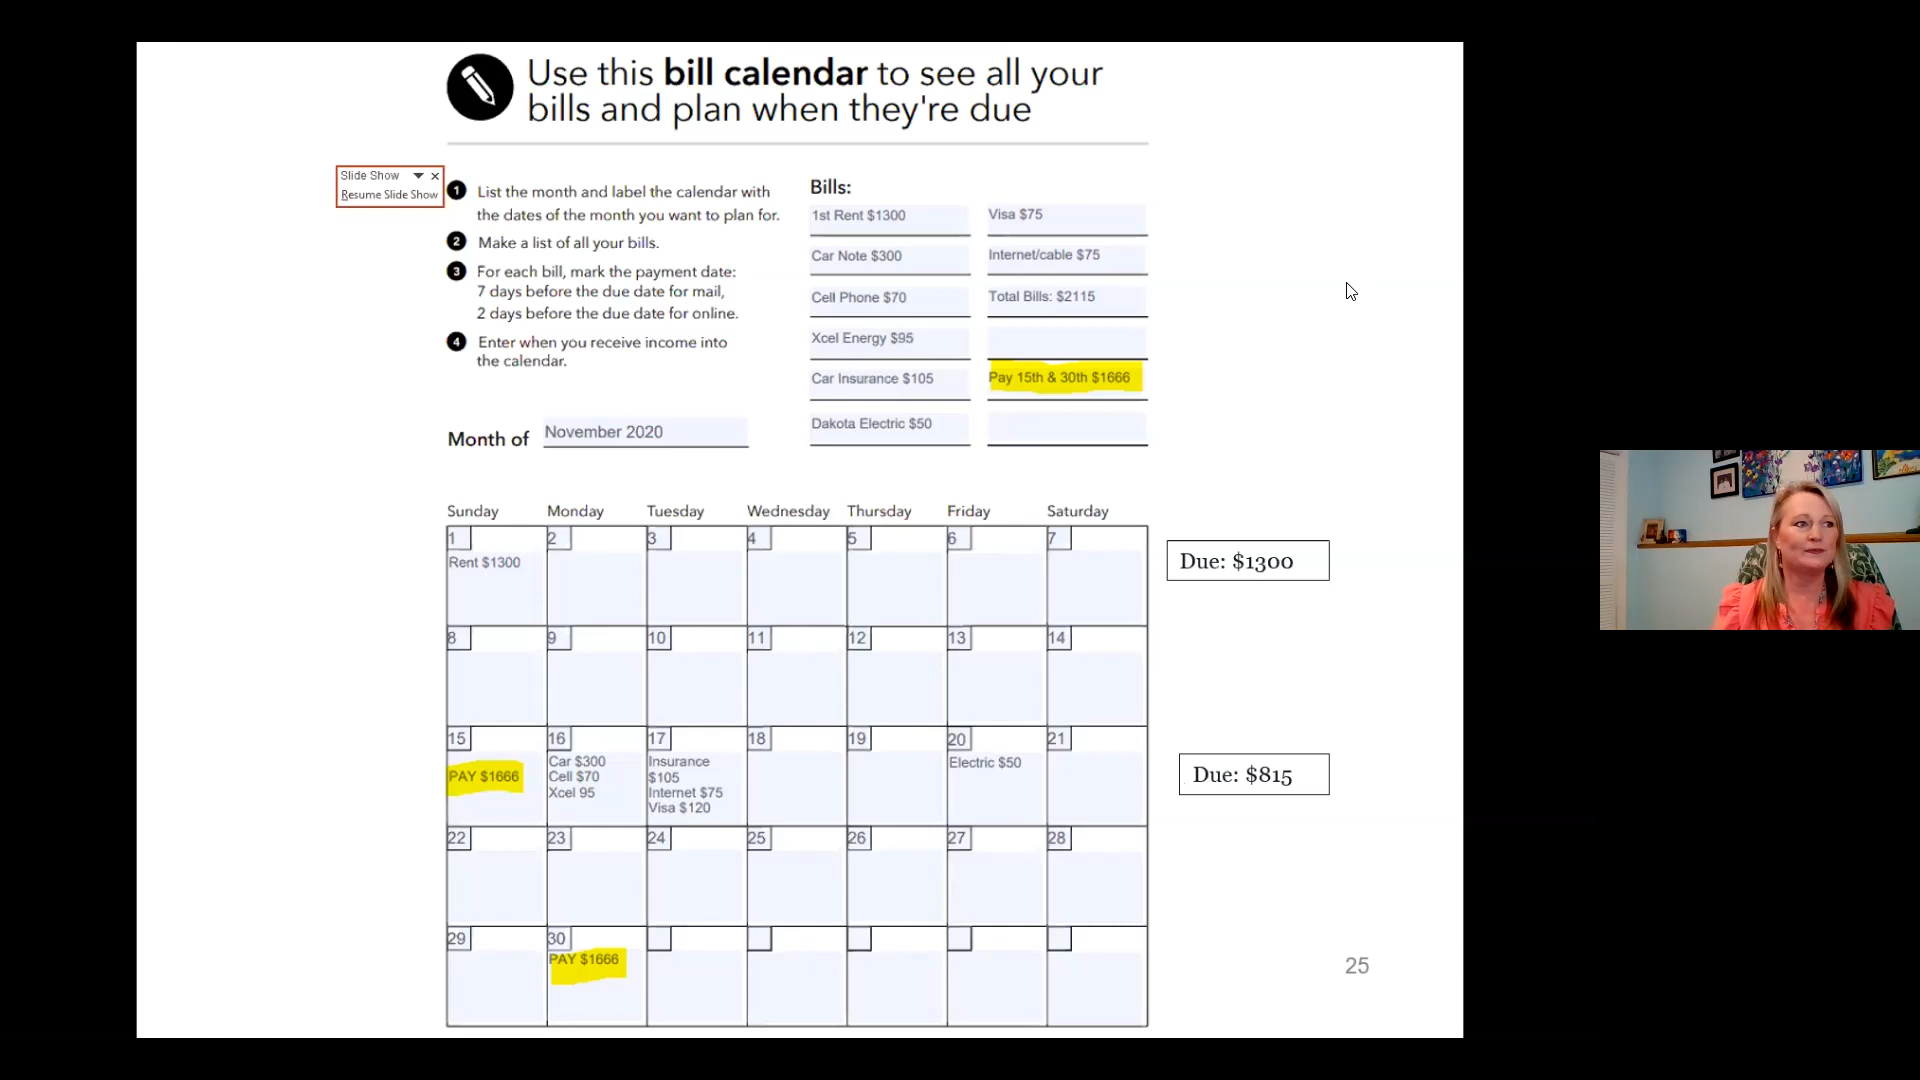 Use this bill calendar to see all your
bills and plan when they're due
Slide Show
Resume Slide Show
1 List the month and label the calendar with
the dates of the month you want to plan for.
2 Make a list of all your bills.
3 For each bill, mark the payment date:
7 days before the due date for mail,
2 days before the due date for online.
4 Enter when you receive income into
the calendar.
Month of November 2020
Bills:
1st Rent $1300
Car Note $300
Cell Phone $70
Xcel Energy $95
Car Insurance $105
Dakota Electric $50
Visa $75
Internet/cable $75
Total Bills: $2115
Pay 15th & 30th $1666
Sunday Monday Tuesday Wednesday Thursday Friday Saturday
1 2 3 4 5 6 7
Rent $1300
Due: $1300
8 9 10 11 12 13 14
15 16 17 18 19 20 21
PAY $1666
Car $300
Cell $70
Xcel 95
Insurance
$105
Internet $75
Visa $120
Electric $50
Due: $815
22 23 24 25 26 27 28
29 30
PAY $1666
25